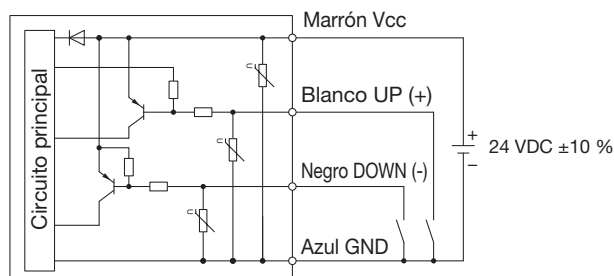 Marrón Vcc
Circuito principal
U
Blanco UP (+)
U
+
24 VDC ±10 %
−
Negro DOWN (-)
U
Azul GND